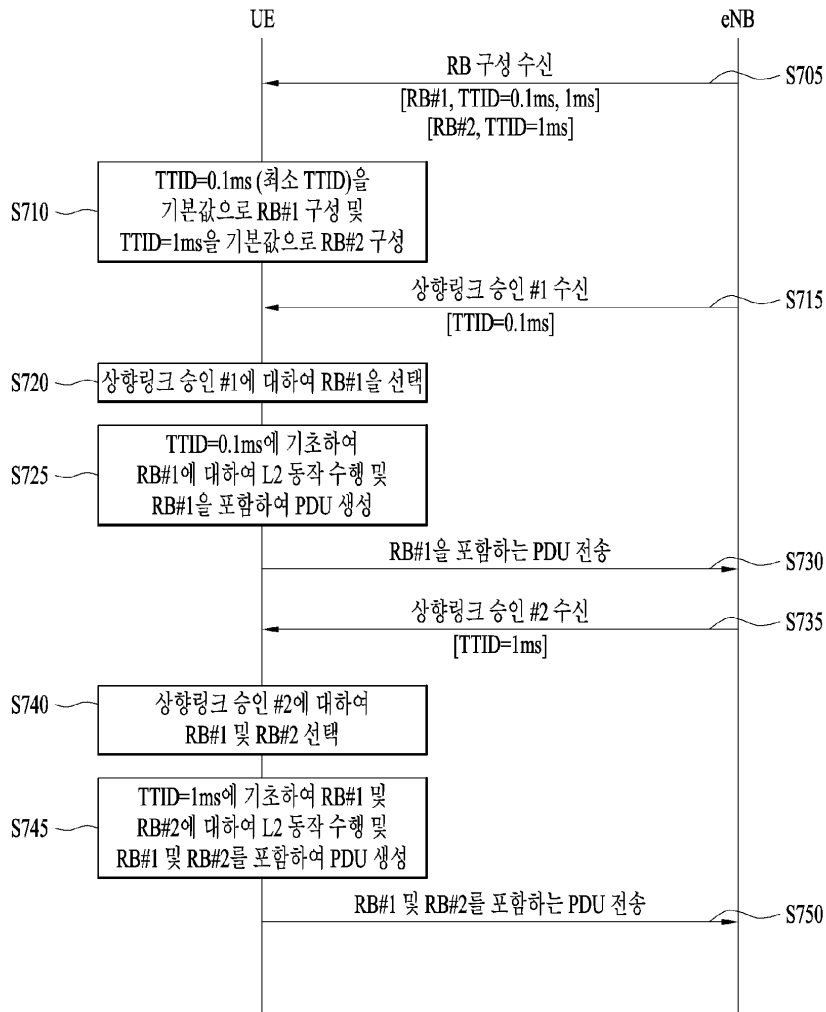 UE
eNB
RB 구성 수신
S705
[RB#1, TTID=0.1ms, 1ms]
[RB#2, TTID=1ms]
S710
TTID=0.1ms (최소 TTID)을
기본값으로 RB#1 구성 및
TTID=1ms을 기본값으로 RB#2 구성
상향링크 승인 #1 수신
S715
[TTID=0.1ms]
S720
상향링크 승인 #1에 대하여 RB#1을 선택
S725
TTID=0.1ms에 기초하여
RB#1에 대하여 L2 동작 수행 및
RB#1을 포함하여 PDU 생성
RB#1을 포함하는 PDU 전송
S730
상향링크 승인 #2 수신
S735
[TTID=1ms]
S740
상향링크 승인 #2에 대하여
RB#1 및 RB#2 선택
S745
TTID=1ms에 기초하여 RB#1 및
RB#2에 대하여 L2 동작 수행 및
RB#1 및 RB#2를 포함하여 PDU 생성
RB#1 및 RB#2를 포함하는 PDU 전송
S750